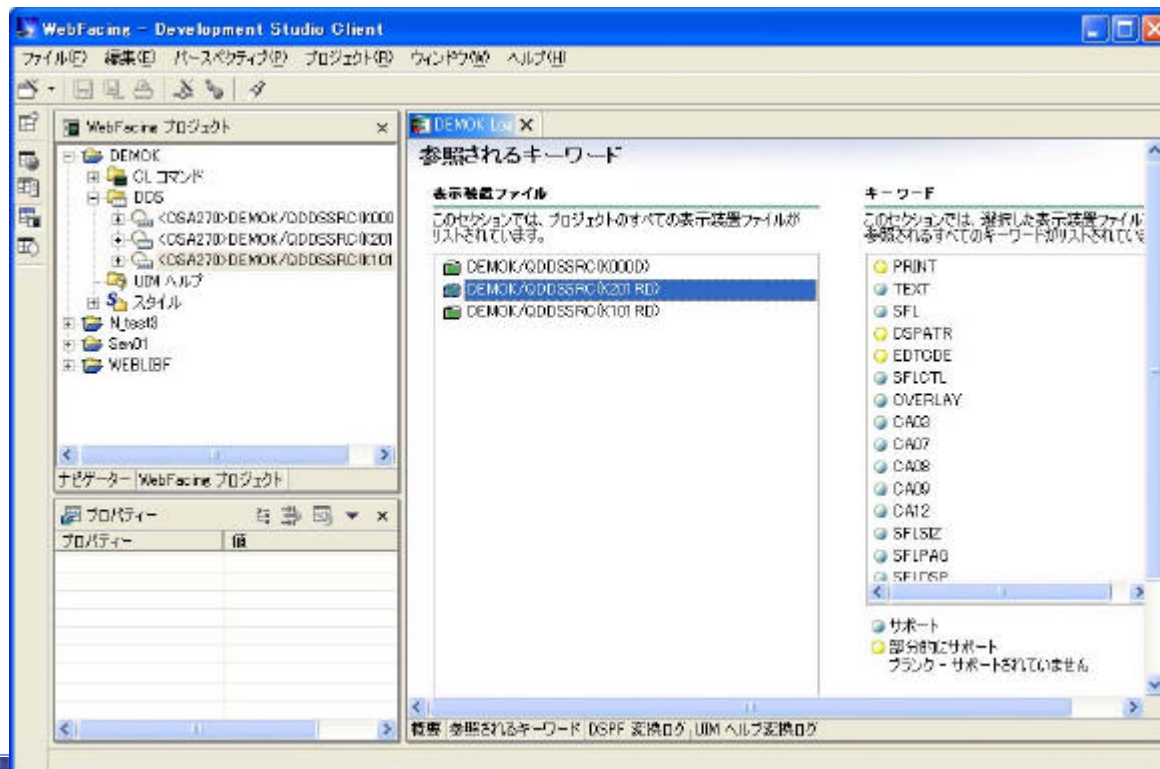 WebFacing - Development Studio Client
ファイル(F) 編集(E) パースペクティブ(P) プロジェクト(R) ウィンドウ(W) ヘルプ(H)
WebFacing プロジェクト
DEMOK
CL コマンド
DDS
<OSA270>DEMOK/QDDSSRC(K000
<OSA270>DEMOK/QDDSSRC(K201
<OSA270>DEMOK/QDDSSRC(K101
UIM ヘルプ
スタイル
N_test3
Sen01
WEBLIBF
ナビゲーター WebFacing プロジェクト
プロパティー
プロパティー 値
DEMOK Log
参照されるキーワード
表示装置ファイル
このセクションでは、プロジェクトのすべての表示装置ファイルが
リストされています。
DEMOK/QDDSSRC(K000D)
DEMOK/QDDSSRC(K201RD)
DEMOK/QDDSSRC(K101RD)
キーワード
このセクションでは、選択した表示装置ファイル
参照されるすべてのキーワードがリストされてい
PRINT
TEXT
SFL
DSPATR
EDTCDE
SFLCTL
OVERLAY
CA03
CA07
CA08
CA09
CA12
SFLSIZ
SFLPAG
SFLDSP
サポート
部分的にサポート
ブランク - サポートされていません
概要 参照されるキーワード DSPF 変換ログ UIM ヘルプ変換ログ